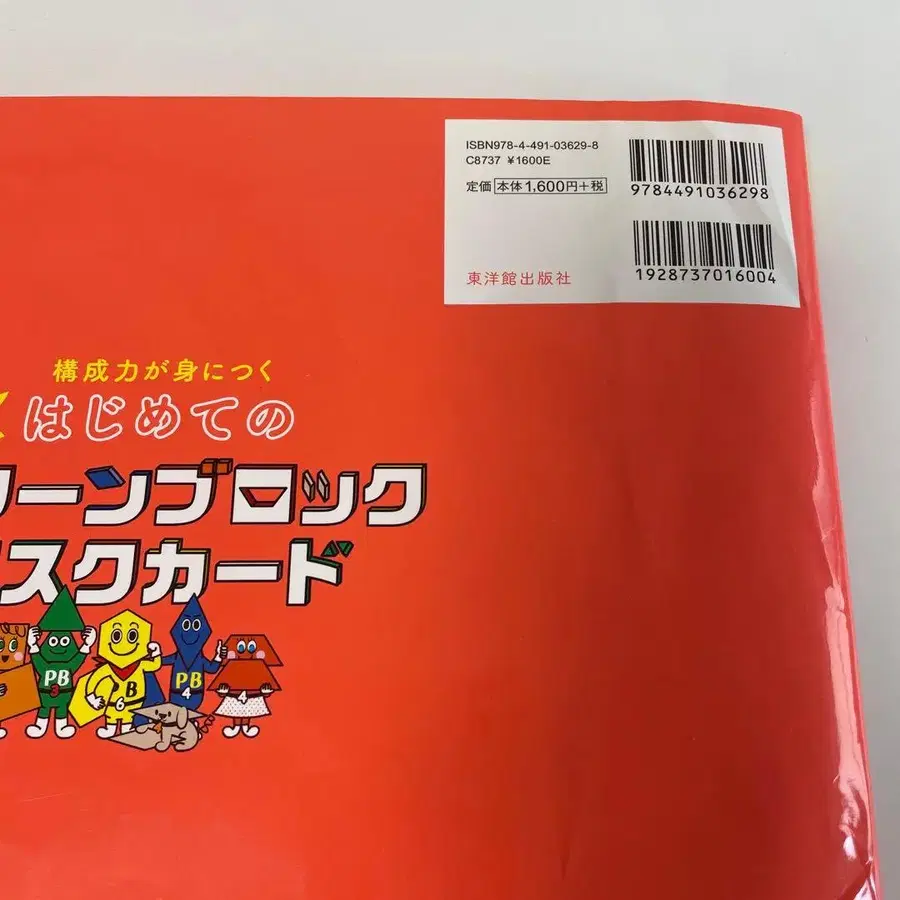 ISBN978-4-491-03629-8
C8737 ¥1600E
定価 本体1,600円+税
9784491036298
1928737016004
東洋館出版社
構成力が身につく
はじめての
ターンブロック
スクカード
PB
3
B
6
PB
4
4